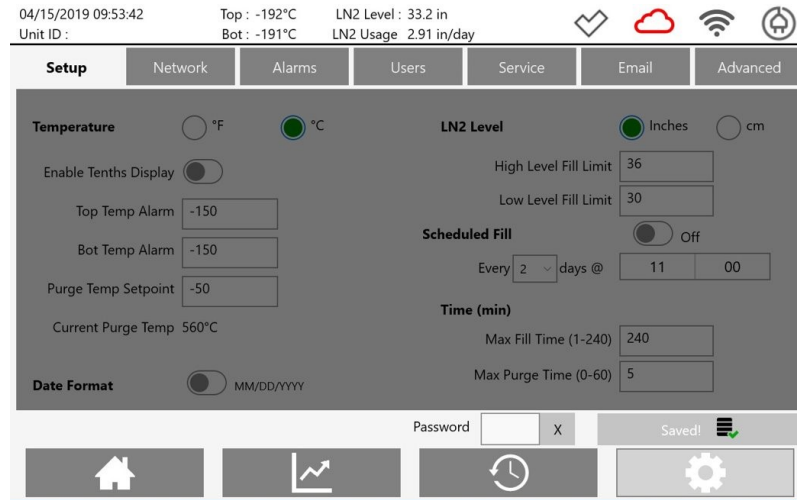 04/15/2019 09:53:42 Top : -192°C LN2 Level : 33.2 in
Unit ID : Bot : -191°C LN2 Usage 2.91 in/day
Setup Network Alarms Users Service Email Advanced
Temperature °F °C LN2 Level Inches cm
Enable Tenths Display High Level Fill Limit 36
Top Temp Alarm -150 Low Level Fill Limit 30
Bot Temp Alarm -150 Scheduled Fill Off
Purge Temp Setpoint -50 Every 2 days @ 11 00
Current Purge Temp 560°C Time (min)
Max Fill Time (1-240) 240
Date Format MM/DD/YYYY Max Purge Time (0-60) 5
Password X Saved!